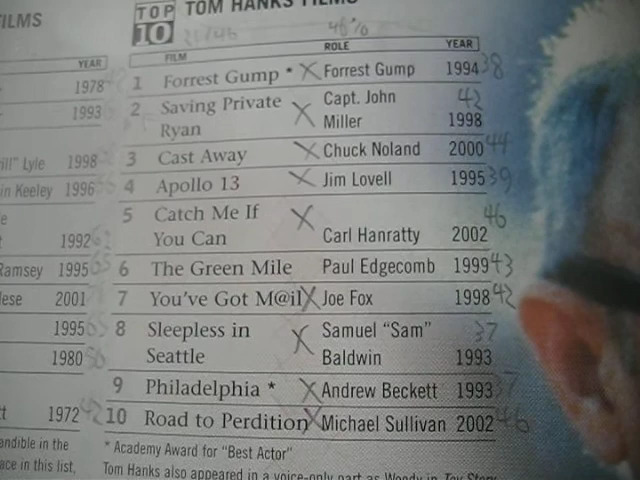 FILMS
YEAR
1978
1993
ill" Lyle 1998
in Keeley 1996
e
t 1992
Ramsey 1995
lese 2001
1995
1980
t 1972
andible in the
ace in this list,
TOP 10 TOM HANKS FILMS
21/46 46%
FILM ROLE YEAR
1 Forrest Gump * X Forrest Gump 1994 38
2 Saving Private X Capt. John 42
Ryan Miller 1998
3 Cast Away X Chuck Noland 2000 44
4 Apollo 13 X Jim Lovell 1995 39
5 Catch Me If X 46
You Can Carl Hanratty 2002
6 The Green Mile Paul Edgecomb 1999 43
7 You've Got M@il X Joe Fox 1998 42
8 Sleepless in X Samuel "Sam" 37
Seattle Baldwin 1993
9 Philadelphia * X Andrew Beckett 1993 37
10 Road to Perdition X Michael Sullivan 2002 46
* Academy Award for "Best Actor"
Tom Hanks also appeared in a voice-only part as Woody in Toy Story